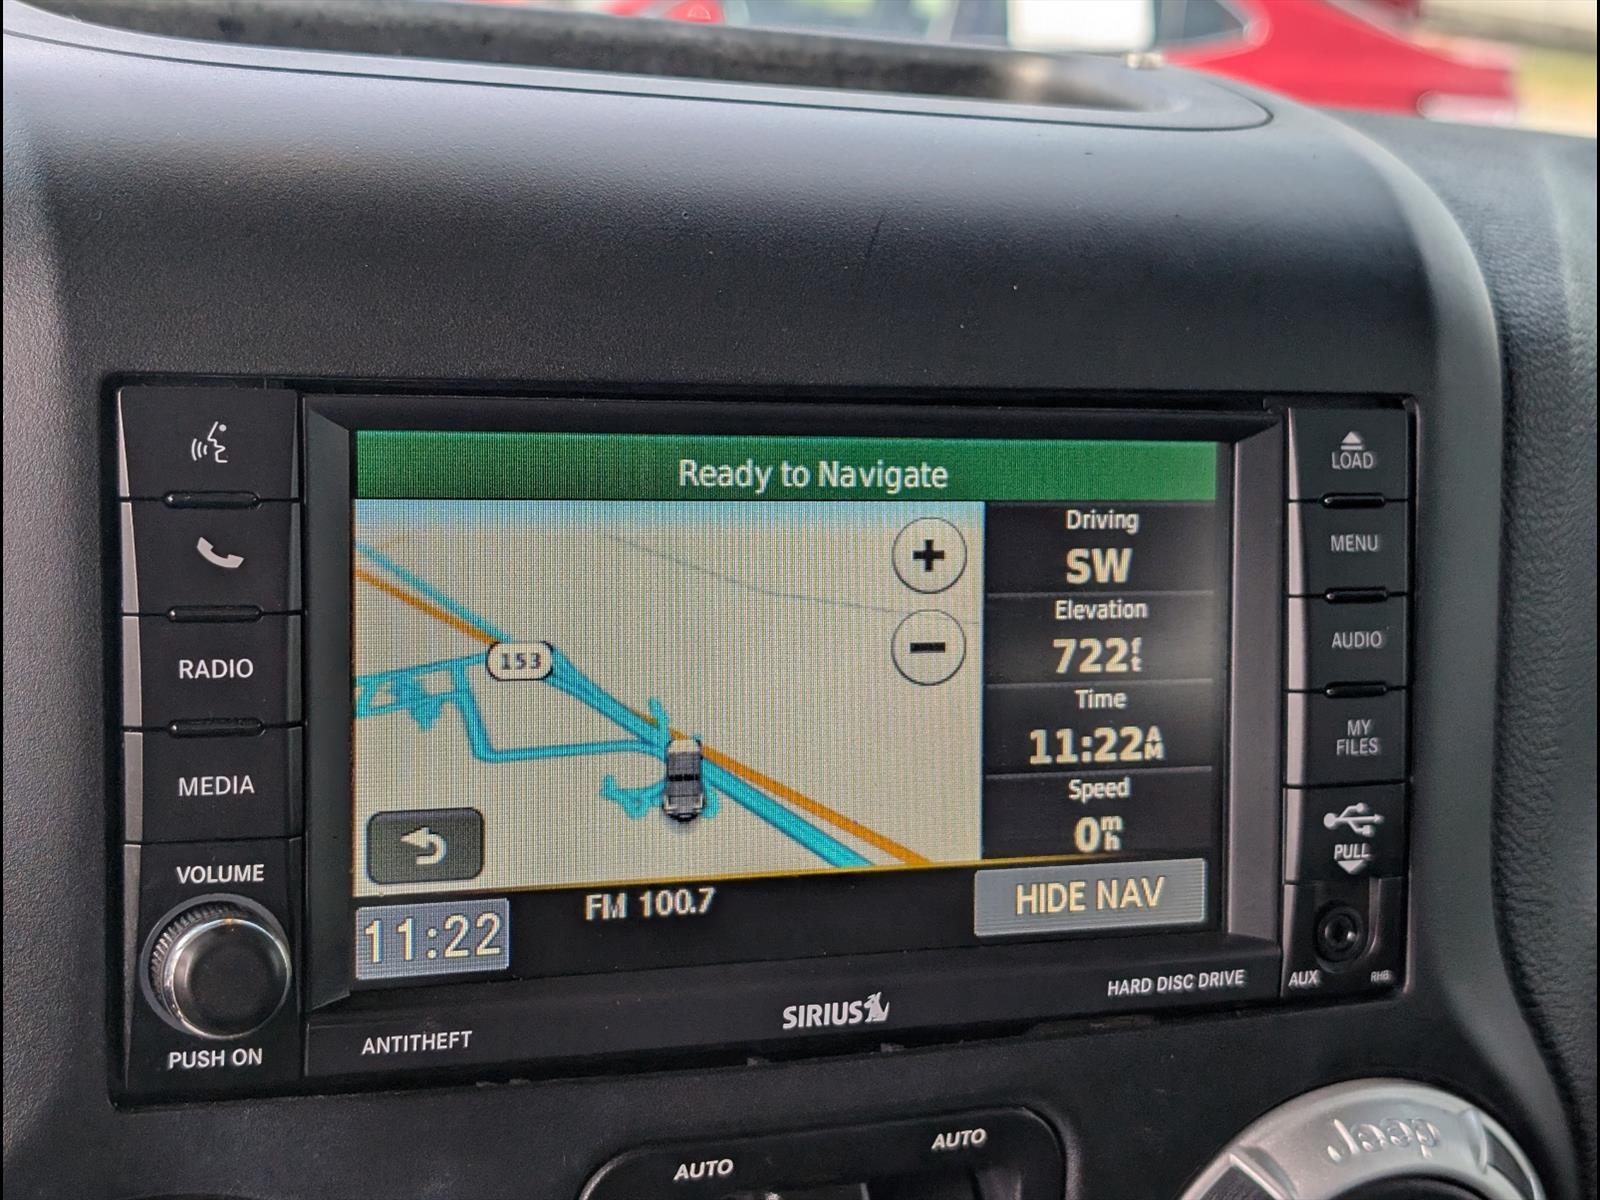 Ready to Navigate
LOAD
MENU
AUDIO
MY
FILES
PULL
AUX
RHB
RADIO
MEDIA
VOLUME
PUSH ON
153
Driving
SW
Elevation
722ft
Time
11:22AM
Speed
0mh
11:22
FM 100.7
HIDE NAV
ANTITHEFT
SIRIUS
HARD DISC DRIVE
AUTO
AUTO
Jeep